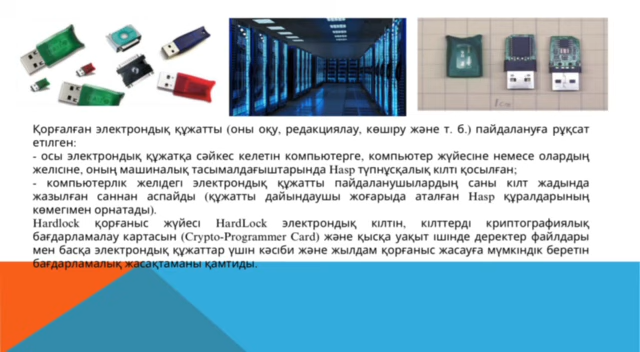 Қорғалған электрондық құжатты (оны оқу, редакциялау, көшіру және т. б.) пайдалануға рұқсат
етілген:
- осы электрондық құжатқа сәйкес келетін компьютерге, компьютер жүйесіне немесе олардың
желісіне, оның машиналық тасымалдағыштарында Hasp түпнұсқалық кілті қосылған;
- компьютерлік желідегі электрондық құжатты пайдаланушылардың саны кілт жадында
жазылған саннан аспайды (құжатты дайындаушы жоғарыда аталған Hasp құралдарының
көмегімен орнатады).
Hardlock қорғаныс жүйесі HardLock электрондық кілтін, кілттерді криптографиялық
бағдарламалау картасын (Crypto-Programmer Card) және қысқа уақыт ішінде деректер файлдары
мен басқа электрондық құжаттар үшін кәсіби және жылдам қорғаныс жасауға мүмкіндік беретін
бағдарламалық жасақтаманы қамтиды.